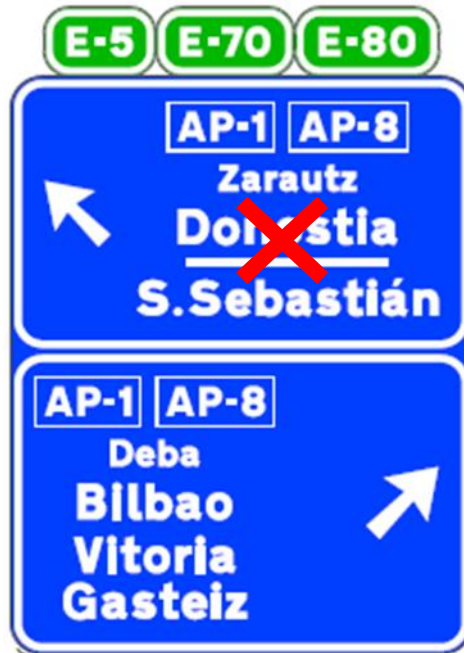 E-5 E-70 E-80
AP-1 AP-8
Zarautz
Donostia
S.Sebastián
AP-1 AP-8
Deba
Bilbao
Vitoria
Gasteiz